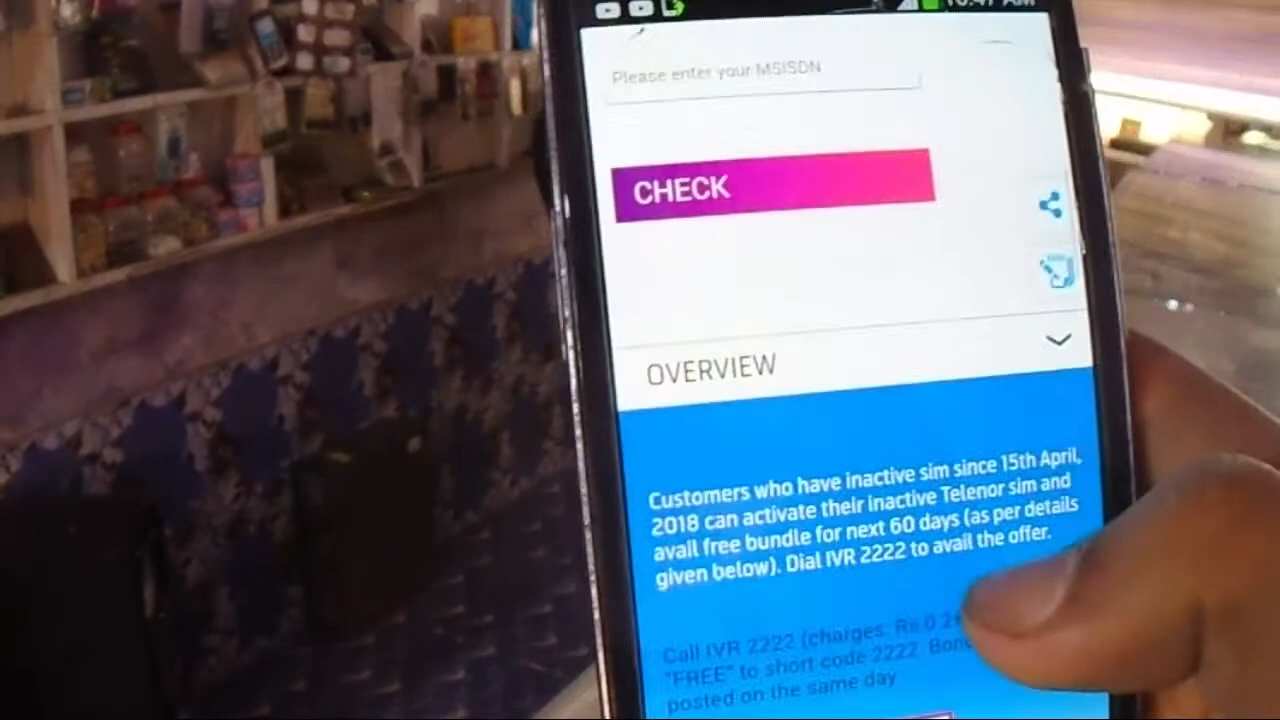 10:47 AM
Please enter your MSISDN
CHECK
OVERVIEW
Customers who have inactive sim since 15th April,
2018 can activate their inactive Telenor sim and
avail free bundle for next 60 days (as per details
given below). Dial IVR 2222 to avail the offer.
Call IVR 2222 (charges: Rs 0.2
"FREE" to short code 2222
posted on the same day